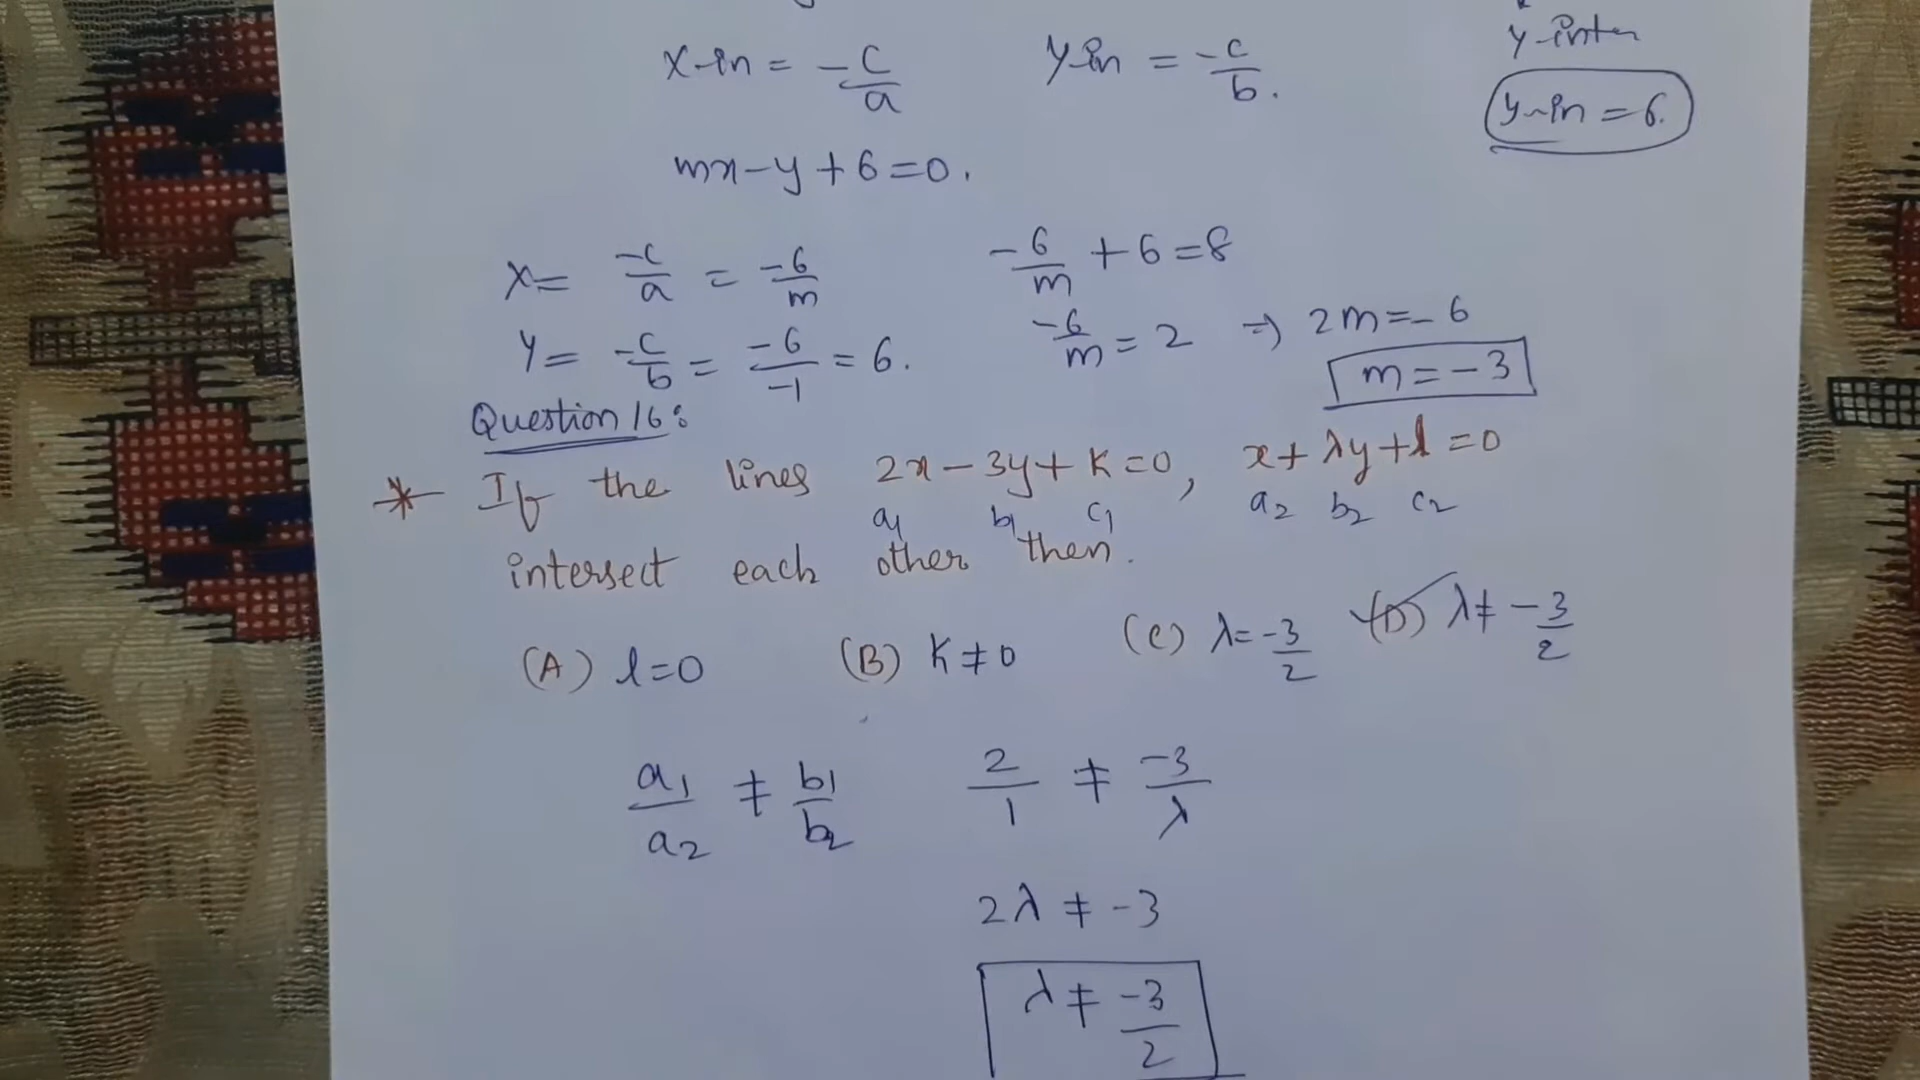 x-in = -c/a y-in = -c/b.
y-inter
y-in = 6.
mx-y+6=0.
x = -c/a = -6/m
-6/m + 6 = 8
y = -c/b = -6/-1 = 6.
-6/m = 2 ⇒ 2m = -6
m = -3
Question 16:
* If the lines 2x-3y+k=0, x+λy+l=0
a1 b1 c1 a2 b2 c2
intersect each other then.
(A) l=0 (B) k≠0 (C) λ=-3/2 (D) λ≠-3/2
a1/a2 ≠ b1/b2 2/1 ≠ -3/λ
2λ ≠ -3
λ ≠ -3/2